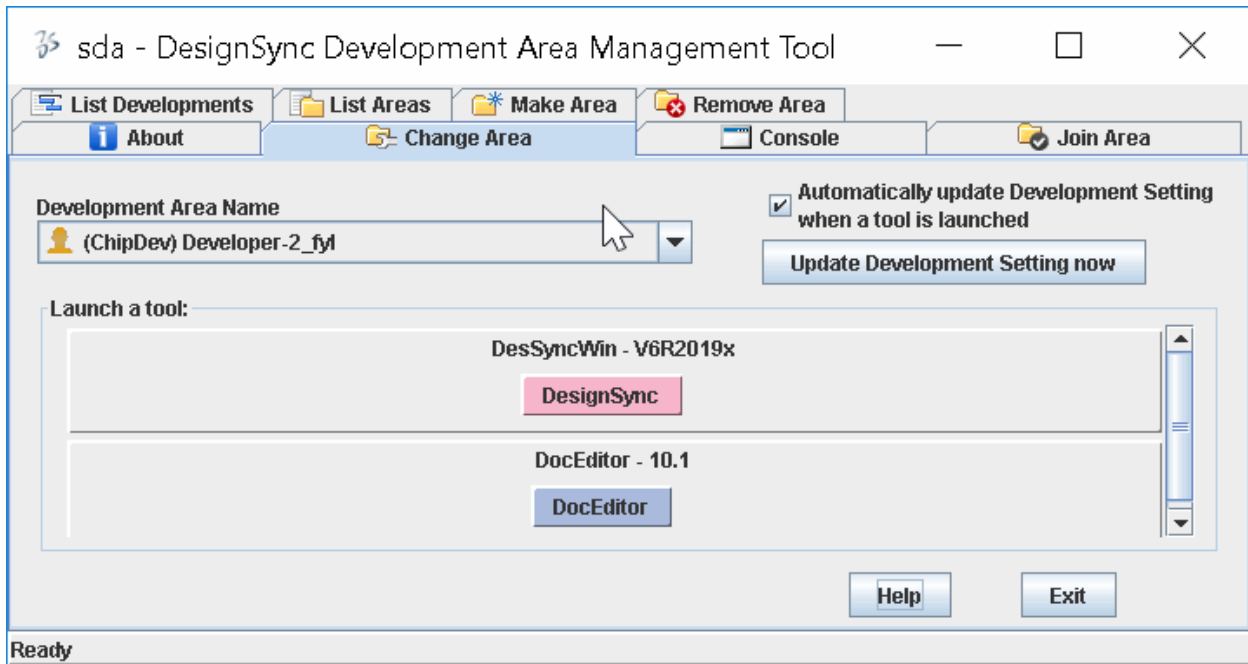 sda - DesignSync Development Area Management Tool
List Developments List Areas Make Area Remove Area
About Change Area Console Join Area
Development Area Name
(ChipDev) Developer-2_fyl
Automatically update Development Setting
when a tool is launched
Update Development Setting now
Launch a tool:
DesSyncWin - V6R2019x
DesignSync
DocEditor - 10.1
DocEditor
Help Exit
Ready